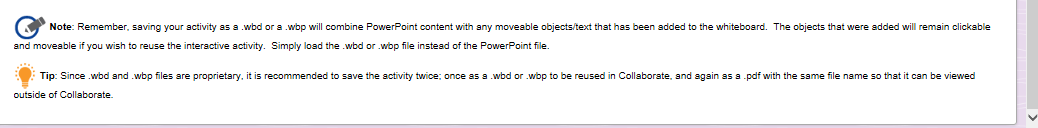 Note: Remember, saving your activity as a .wbd or a .wbp will combine PowerPoint content with any moveable objects/text that has been added to the whiteboard.  The objects that were added will remain clickable
and moveable if you wish to reuse the interactive activity.  Simply load the .wbd or .wbp file instead of the PowerPoint file.
Tip: Since .wbd and .wbp files are proprietary, it is recommended to save the activity twice; once as a .wbd or .wbp to be reused in Collaborate, and again as a .pdf with the same file name so that it can be viewed
outside of Collaborate.